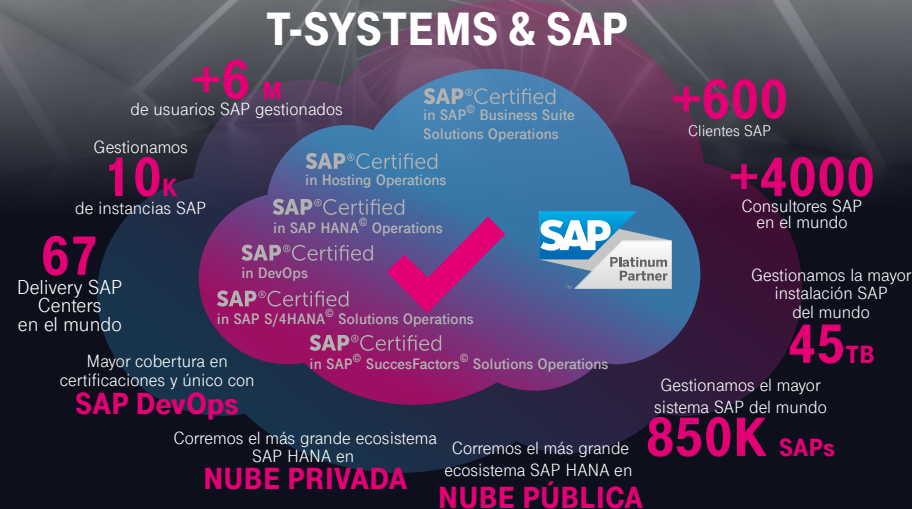 T-SYSTEMS & SAP
+6 M
de usuarios SAP gestionados
Gestionamos
10K
de instancias SAP
67
Delivery SAP
Centers
en el mundo
Mayor cobertura en
certificaciones y único con
SAP DevOps
Corremos el más grande ecosistema
SAP HANA en
NUBE PRIVADA
Corremos el más grande
ecosistema SAP HANA en
NUBE PÚBLICA
SAP®Certified
in SAP© Business Suite
Solutions Operations
SAP®Certified
in Hosting Operations
SAP®Certified
in SAP HANA© Operations
SAP®Certified
in DevOps
SAP®Certified
in SAP S/4HANA© Solutions Operations
SAP®Certified
in SAP© SuccesFactors© Solutions Operations
SAP
Platinum
Partner
TM
+600
Clientes SAP
+4000
Consultores SAP
en el mundo
Gestionamos la mayor
instalación SAP
del mundo
45TB
Gestionamos el mayor
sistema SAP del mundo
850K SAPs